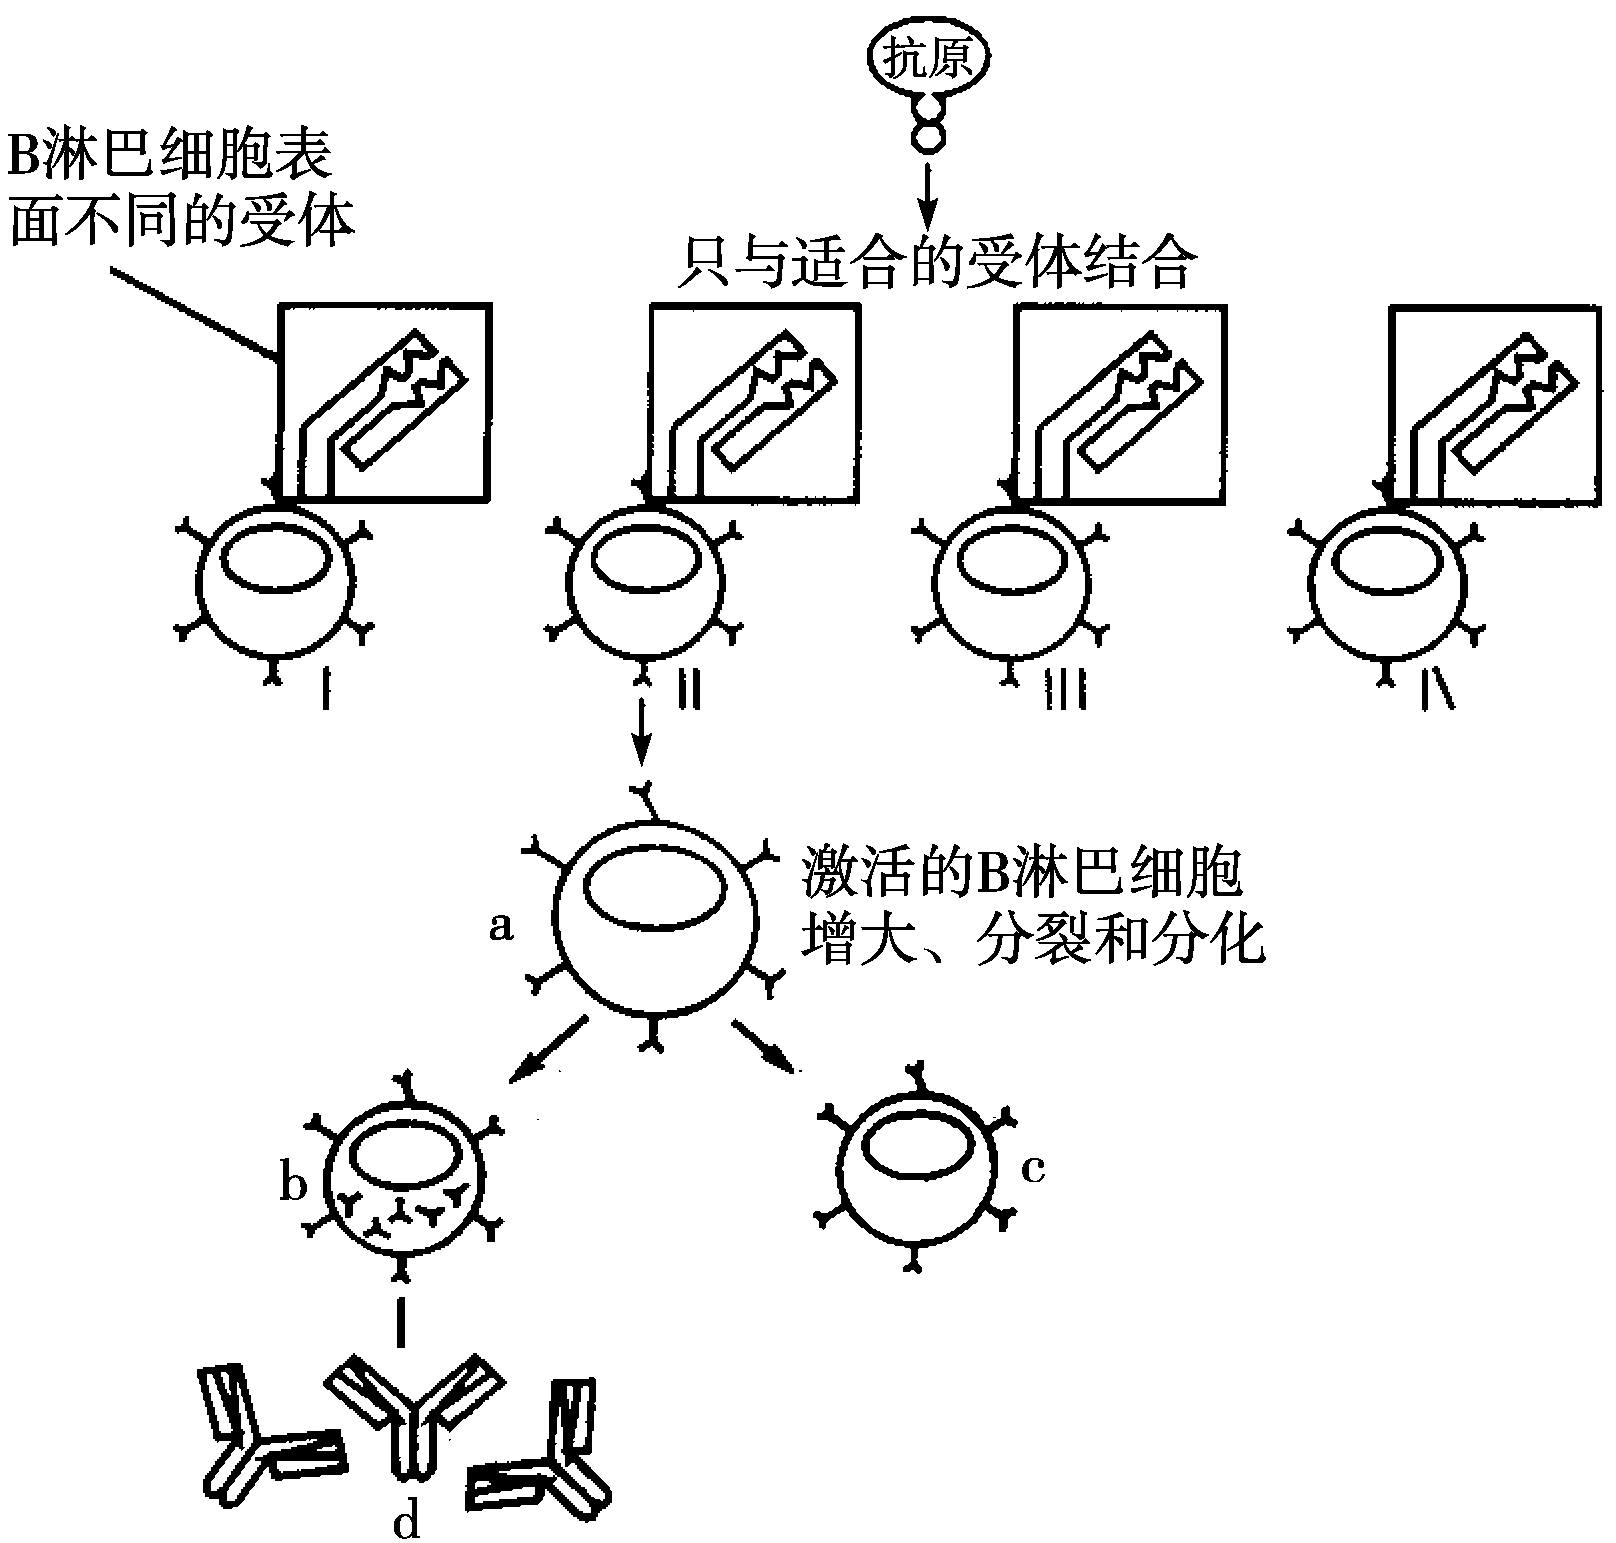 抗原
B淋巴细胞表
面不同的受体
只与适合的受体结合
I
II
III
IV
a
激活的B淋巴细胞
增大、分裂和分化
b
c
d